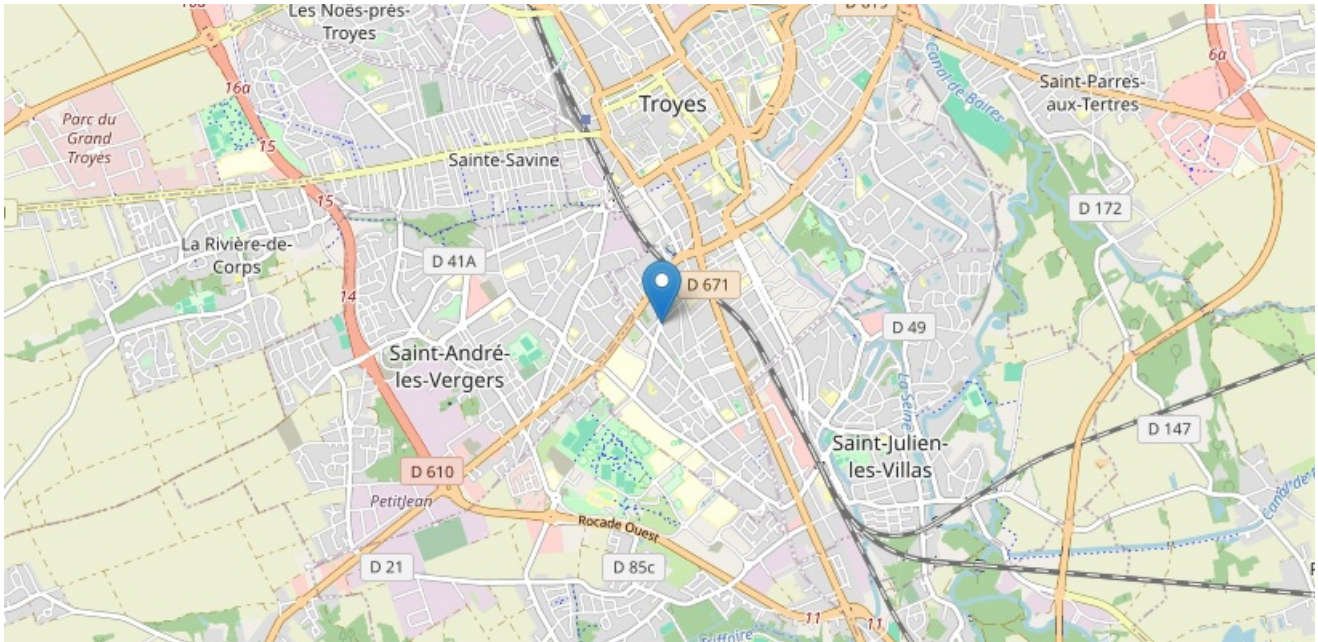 Les Noës-près-
Troyes
D 619
16a
6a
Canal de Baires
Saint-Parres-
aux-Tertres
Troyes
Parc du
Grand
Troyes
15
Sainte-Savine
15
D 172
La Rivière-de-
Corps
D 41A
D 671
14
D 49
Saint-André-
les-Vergers
La Seine
D 147
Saint-Julien-
les-Villas
D 610
PetitJean
Rocade Ouest
D 21
D 85c
11
11